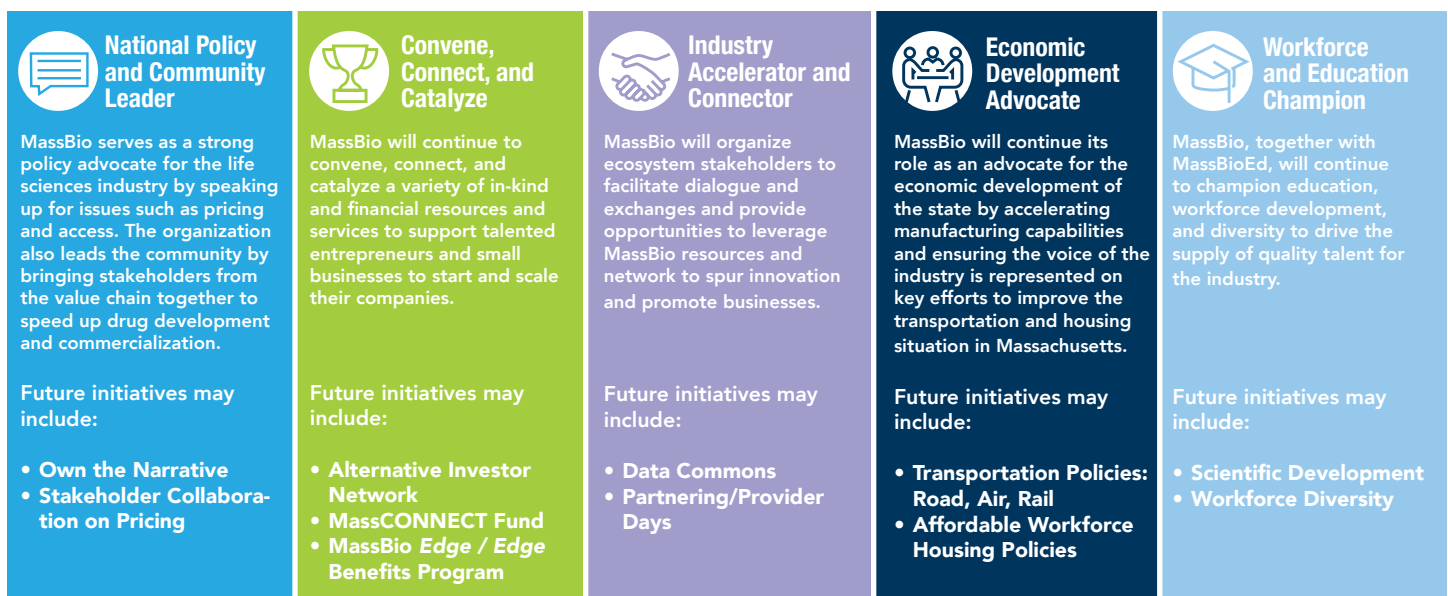 National Policy
and Community
Leader
MassBio serves as a strong
policy advocate for the life
sciences industry by speaking
up for issues such as pricing
and access. The organization
also leads the community by
bringing stakeholders from
the value chain together to
speed up drug development
and commercialization.
Future initiatives may
include:
• Own the Narrative
• Stakeholder Collabora-
tion on Pricing
Convene,
Connect, and
Catalyze
MassBio will continue to
convene, connect, and
catalyze a variety of in-kind
and financial resources and
services to support talented
entrepreneurs and small
businesses to start and scale
their companies.
Future initiatives may
include:
• Alternative Investor
Network
• MassCONNECT Fund
• MassBio Edge / Edge
Benefits Program
Industry
Accelerator and
Connector
MassBio will organize
ecosystem stakeholders to
facilitate dialogue and
exchanges and provide
opportunities to leverage
MassBio resources and
network to spur innovation
and promote businesses.
Future initiatives may
include:
• Data Commons
• Partnering/Provider
Days
Economic
Development
Advocate
MassBio will continue its
role as an advocate for the
economic development of
the state by accelerating
manufacturing capabilities
and ensuring the voice of the
industry is represented on
key efforts to improve the
transportation and housing
situation in Massachusetts.
Future initiatives may
include:
• Transportation Policies:
Road, Air, Rail
• Affordable Workforce
Housing Policies
Workforce
and Education
Champion
MassBio, together with
MassBioEd, will continue
to champion education,
workforce development,
and diversity to drive the
supply of quality talent for
the industry.
Future initiatives may
include:
• Scientific Development
• Workforce Diversity